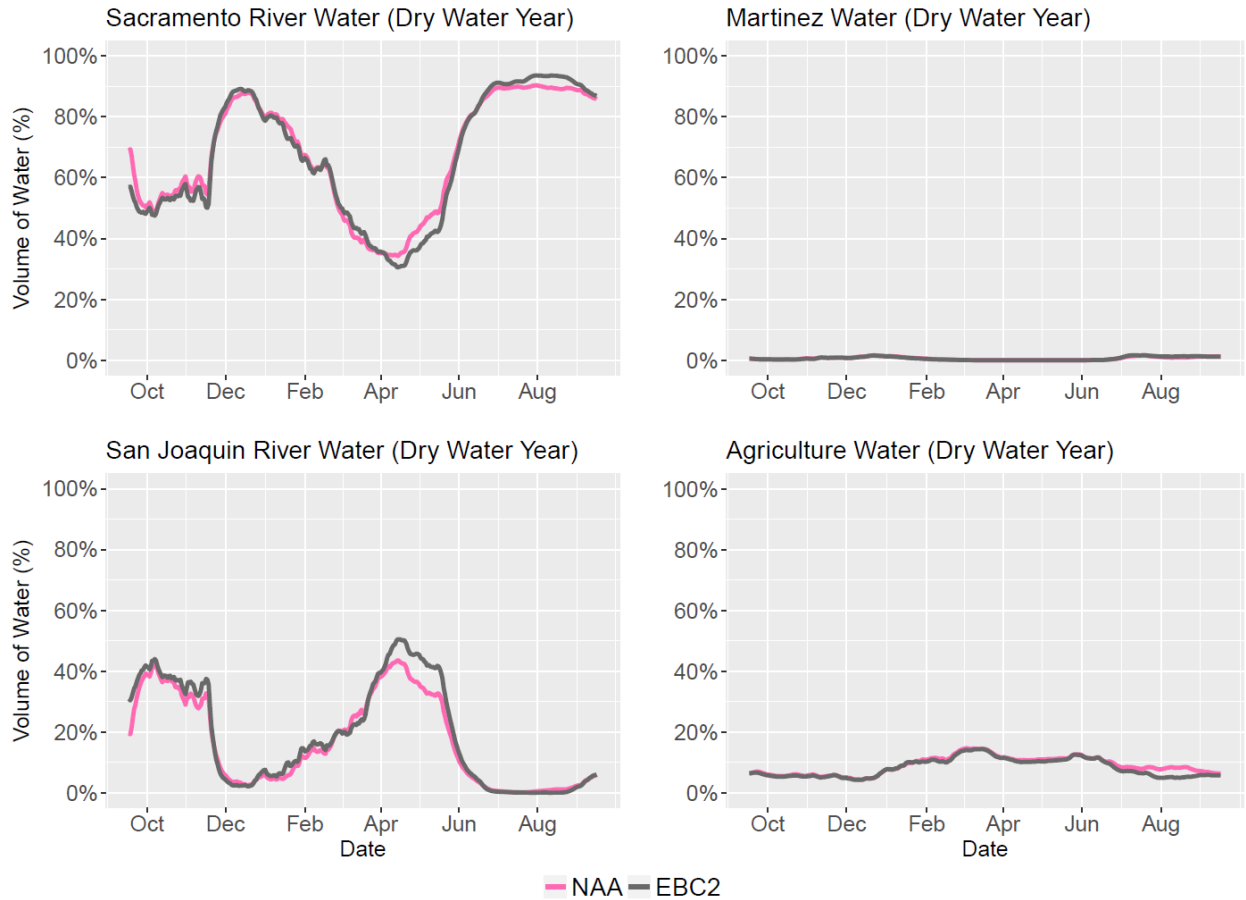 Sacramento River Water (Dry Water Year)
Volume of Water (%)
100%
80%
60%
40%
20%
0%
Oct Dec Feb Apr Jun Aug
Martinez Water (Dry Water Year)
100%
80%
60%
40%
20%
0%
Oct Dec Feb Apr Jun Aug
San Joaquin River Water (Dry Water Year)
Volume of Water (%)
100%
80%
60%
40%
20%
0%
Oct Dec Feb Apr Jun Aug
Date
Agriculture Water (Dry Water Year)
100%
80%
60%
40%
20%
0%
Oct Dec Feb Apr Jun Aug
Date
NAA EBC2